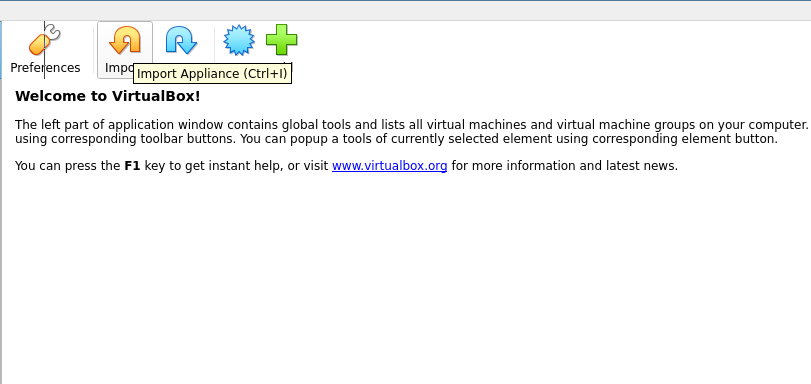 Preferences
Import Appliance (Ctrl+I)
Welcome to VirtualBox!
The left part of application window contains global tools and lists all virtual machines and virtual machine groups on your computer.
using corresponding toolbar buttons. You can popup a tools of currently selected element using corresponding element button.
You can press the F1 key to get instant help, or visit www.virtualbox.org for more information and latest news.